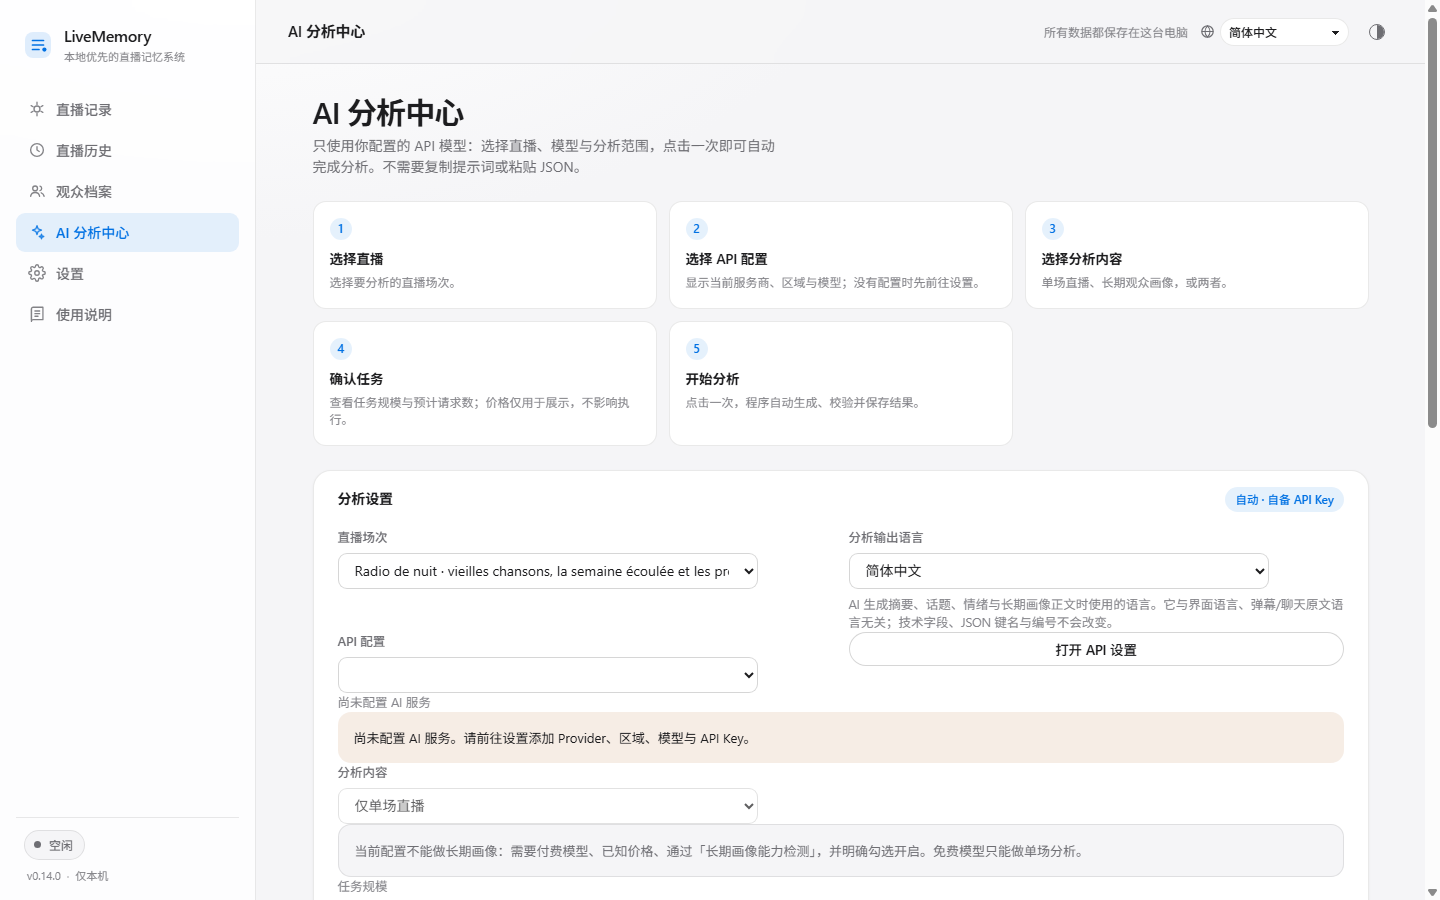 LiveMemory
本地优先的直播记忆系统
直播记录
直播历史
观众档案
AI 分析中心
设置
使用说明
空闲
v0.14.0 · 仅本机
AI 分析中心
所有数据都保存在这台电脑
简体中文
AI 分析中心
只使用你配置的 API 模型：选择直播、模型与分析范围，点击一次即可自动
完成分析。不需要复制提示词或粘贴 JSON。
1
选择直播
选择要分析的直播场次。
2
选择 API 配置
显示当前服务商、区域与模型；没有配置时先前往设置。
3
选择分析内容
单场直播、长期观众画像，或两者。
4
确认任务
查看任务规模与预计请求数；价格仅用于展示，不影响执
行。
5
开始分析
点击一次，程序自动生成、校验并保存结果。
分析设置
自动 · 自备 API Key
直播场次
Radio de nuit · vieilles chansons, la semaine écoulée et les pr
分析输出语言
简体中文
AI 生成摘要、话题、情绪与长期画像正文时使用的语言。它与界面语言、弹幕/聊天原文语
言无关；技术字段、JSON 键名与编号不会改变。
API 配置
打开 API 设置
尚未配置 AI 服务
尚未配置 AI 服务。请前往设置添加 Provider、区域、模型与 API Key。
分析内容
仅单场直播
当前配置不能做长期画像：需要付费模型、已知价格、通过「长期画像能力检测」，并明确勾选开启。免费模型只能做单场分析。
任务规模